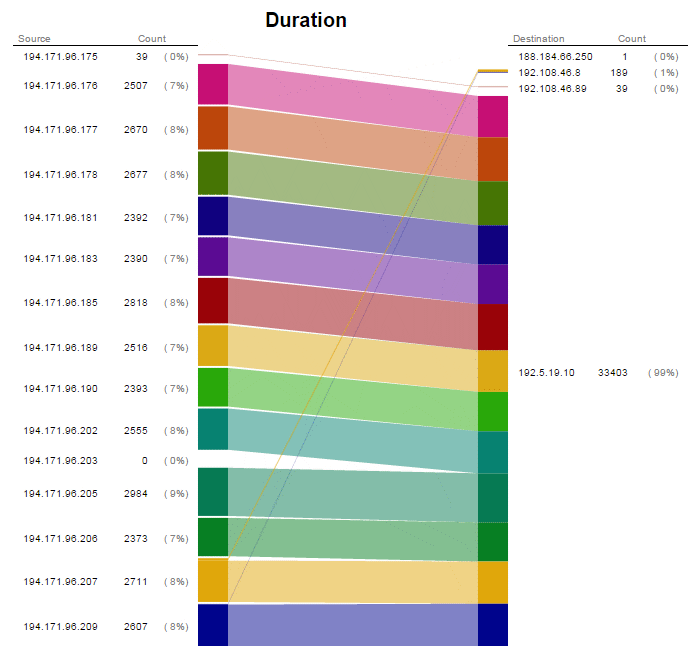 Duration
Source Count
Destination Count
194.171.96.175 39 (0%)
194.171.96.176 2507 (7%)
194.171.96.177 2670 (8%)
194.171.96.178 2677 (8%)
194.171.96.181 2392 (7%)
194.171.96.183 2390 (7%)
194.171.96.185 2818 (8%)
194.171.96.189 2516 (7%)
194.171.96.190 2393 (7%)
194.171.96.202 2555 (8%)
194.171.96.203 0 (0%)
194.171.96.205 2984 (9%)
194.171.96.206 2373 (7%)
194.171.96.207 2711 (8%)
194.171.96.209 2607 (8%)
188.184.66.250 1 (0%)
192.108.46.8 189 (1%)
192.108.46.89 39 (0%)
192.5.19.10 33403 (99%)